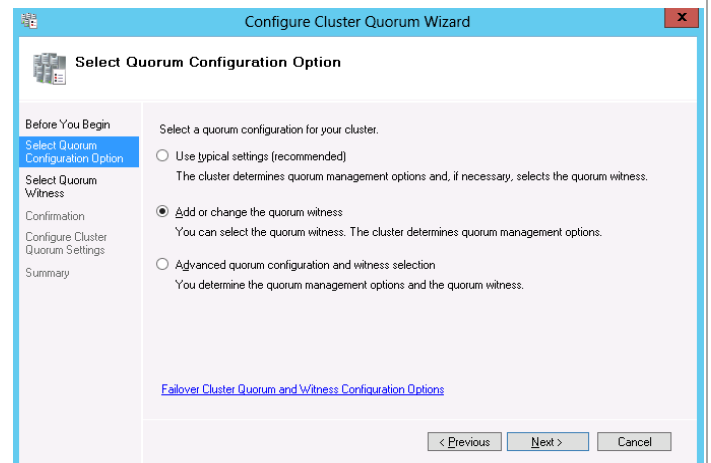 Configure Cluster Quorum Wizard
x
Select Quorum Configuration Option
Before You Begin
Select Quorum
Configuration Option
Select Quorum
Witness
Confirmation
Configure Cluster
Quorum Settings
Summary
Select a quorum configuration for your cluster.
Use typical settings (recommended)
The cluster determines quorum management options and, if necessary, selects the quorum witness.
Add or change the quorum witness
You can select the quorum witness. The cluster determines quorum management options.
Advanced quorum configuration and witness selection
You determine the quorum management options and the quorum witness.
Failover Cluster Quorum and Witness Configuration Options
< Previous
Next >
Cancel